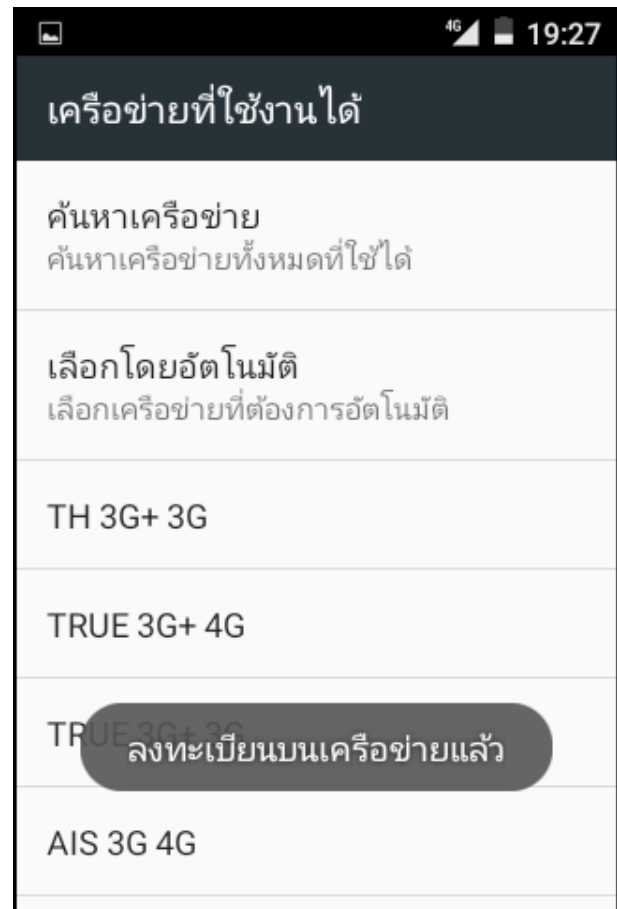 4G 19:27
เครือข่ายที่ใช้งานได้
ค้นหาเครือข่าย
ค้นหาเครือข่ายทั้งหมดที่ใช้ได้
เลือกโดยอัตโนมัติ
เลือกเครือข่ายที่ต้องการอัตโนมัติ
TH 3G+ 3G
TRUE 3G+ 4G
TRUE 3G+ 3G
ลงทะเบียนบนเครือข่ายแล้ว
AIS 3G 4G